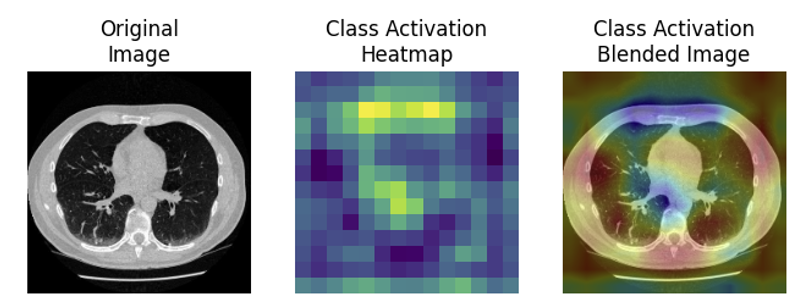 Original
Image
Class Activation
Heatmap
Class Activation
Blended Image